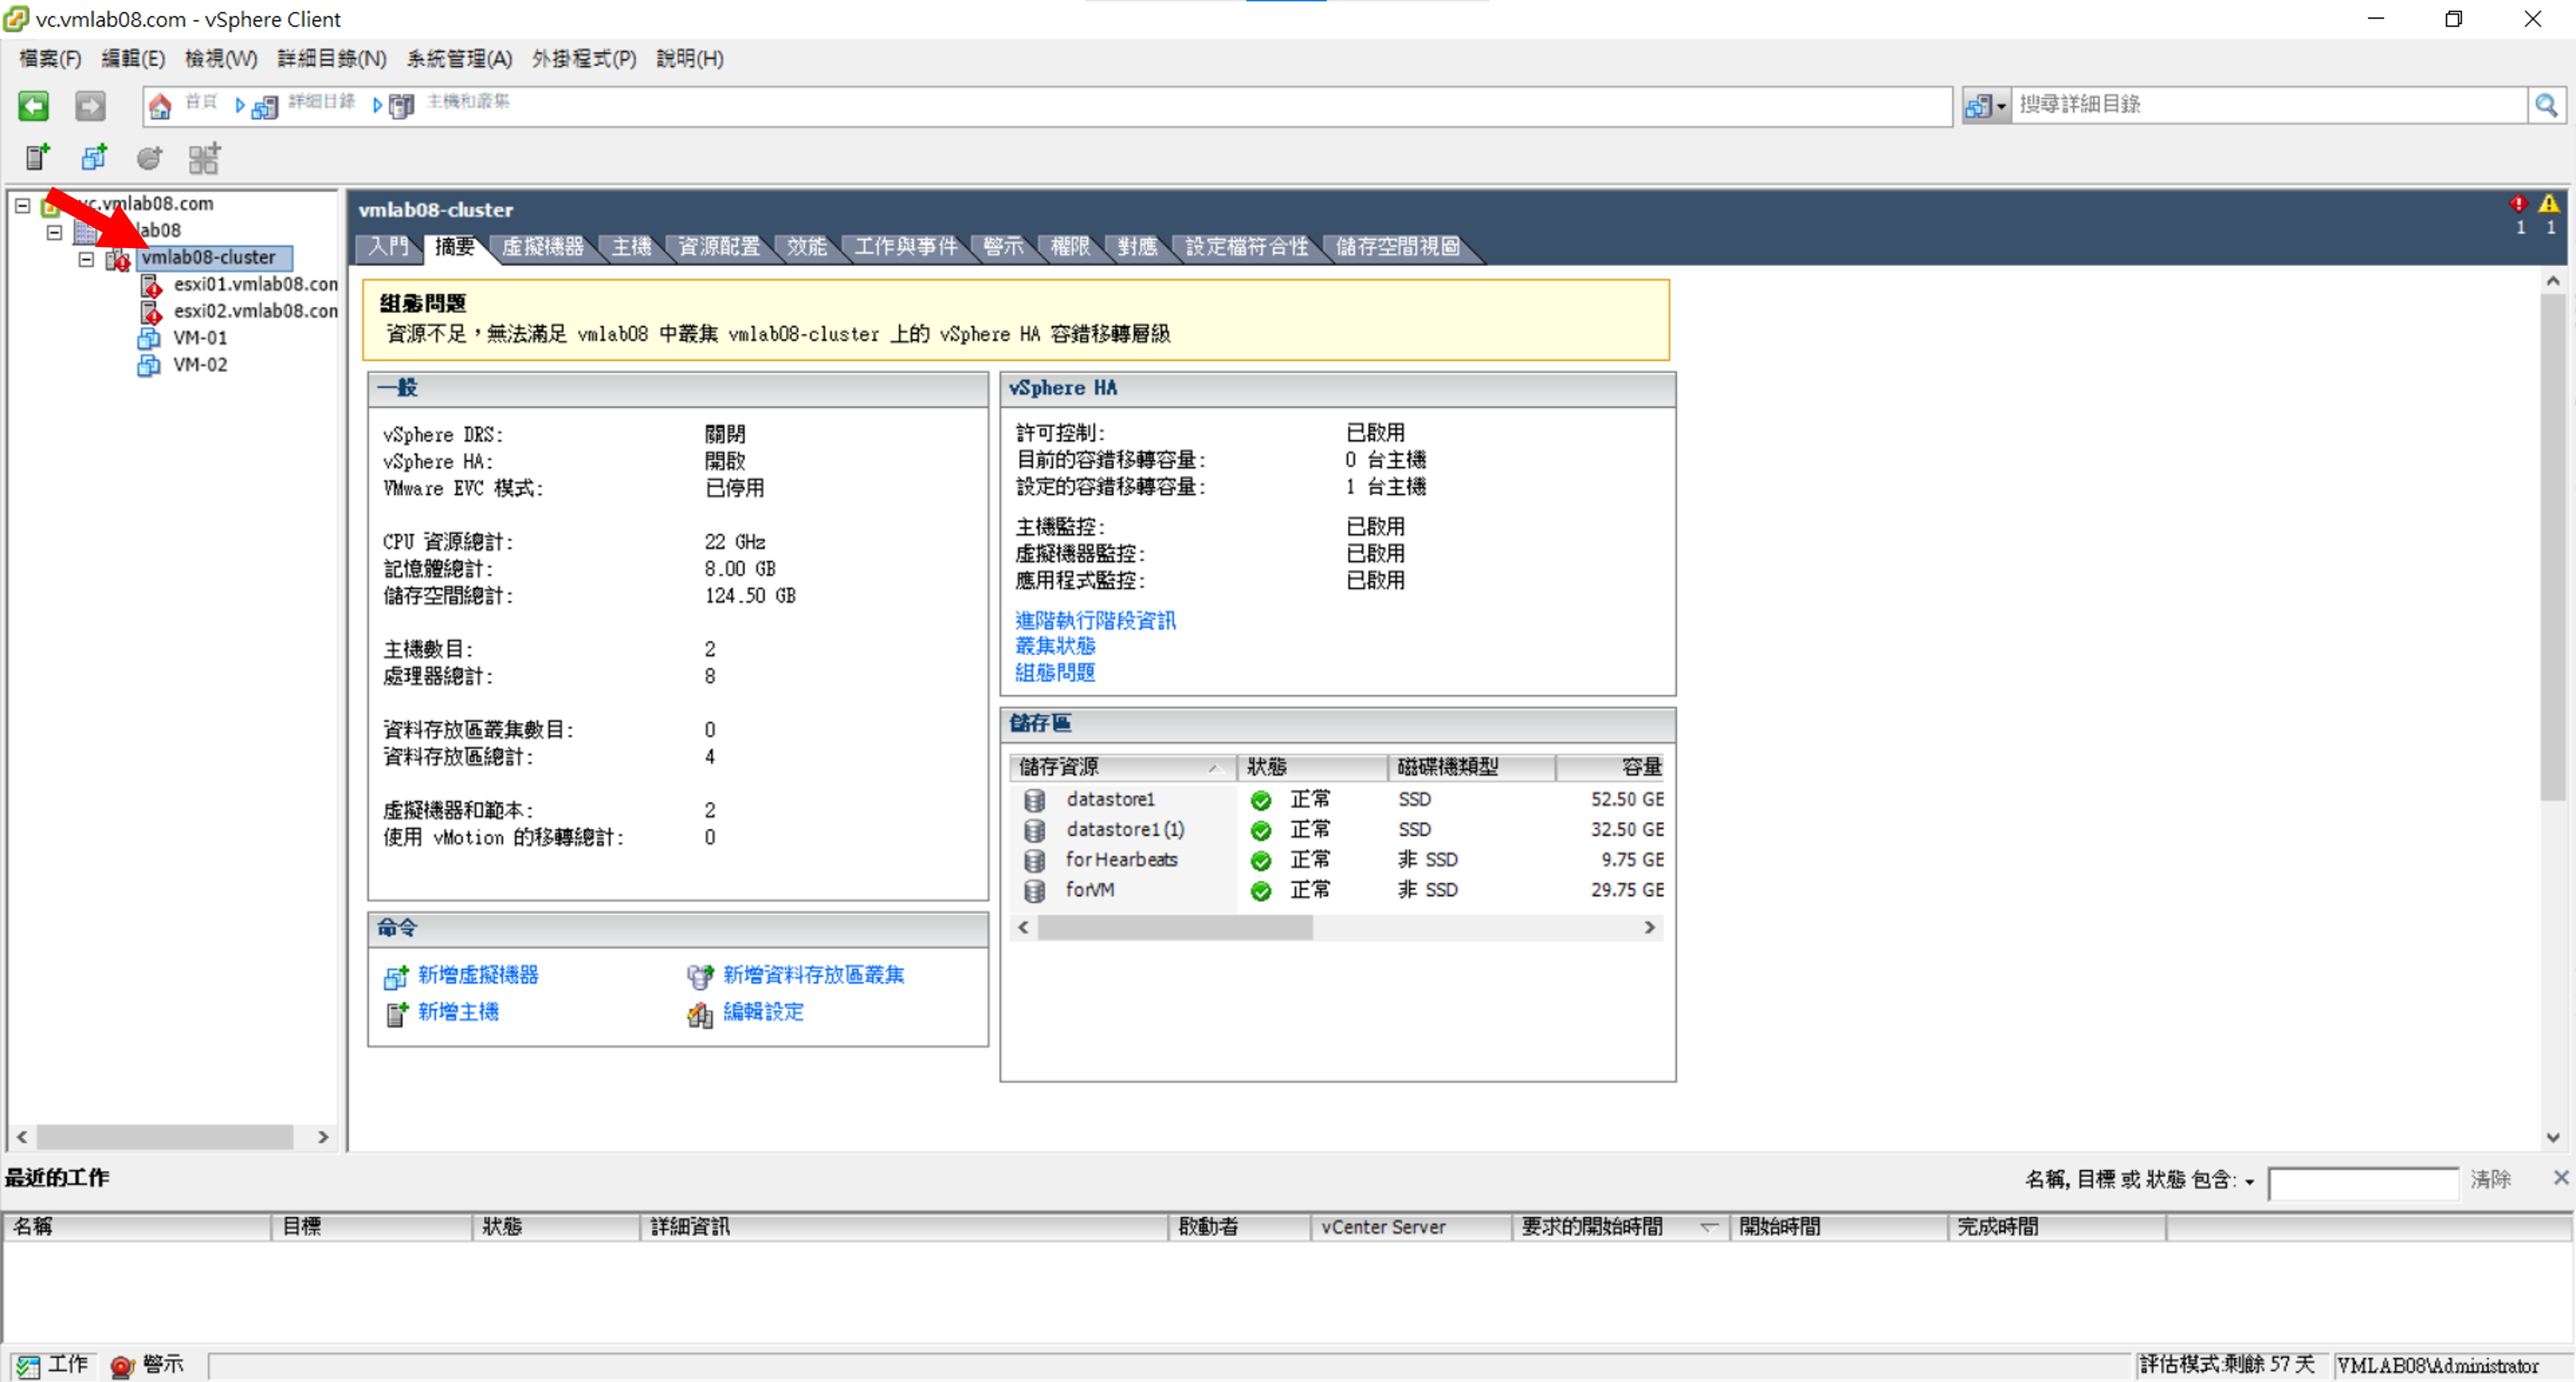 vc.vmlab08.com - vSphere Client
檔案(F) 編輯(E) 檢視(W) 詳細目錄(N) 系統管理(A) 外掛程式(P) 說明(H)
首頁 詳細目錄 主機和叢集 搜尋詳細目錄
vc.vmlab08.com
lab08
vmlab08-cluster
esxi01.vmlab08.con
esxi02.vmlab08.con
VM-01
VM-02
vmlab08-cluster
1 1
入門 摘要 虛擬機器 主機 資源配置 效能 工作與事件 警示 權限 對應 設定檔符合性 儲存空間視圖
組態問題
資源不足，無法滿足 vmlab08 中叢集 vmlab08-cluster 上的 vSphere HA 容錯移轉層級
一般
vSphere DRS: 關閉
vSphere HA: 開啟
VMware EVC 模式: 已停用
CPU 資源總計: 22 GHz
記憶體總計: 8.00 GB
儲存空間總計: 124.50 GB
主機數目: 2
處理器總計: 8
資料存放區叢集數目: 0
資料存放區總計: 4
虛擬機器和範本: 2
使用 vMotion 的移轉總計: 0
命令
新增虛擬機器 新增資料存放區叢集
新增主機 編輯設定
vSphere HA
許可控制: 已啟用
目前的容錯移轉容量: 0 台主機
設定的容錯移轉容量: 1 台主機
主機監控: 已啟用
虛擬機器監控: 已啟用
應用程式監控: 已啟用
進階執行階段資訊
叢集狀態
組態問題
儲存區
儲存資源 狀態 磁碟機類型 容量
datastore1 正常 SSD 52.50 GE
datastore1 (1) 正常 SSD 32.50 GE
for Hearbeats 正常 非 SSD 9.75 GE
forVM 正常 非 SSD 29.75 GE
最近的工作 名稱, 目標 或 狀態 包含: 清除
名稱 目標 狀態 詳細資訊 啟動者 vCenter Server 要求的開始時間 開始時間 完成時間
工作 警示 評估模式:剩餘 57 天 VMLAB08\Administrator